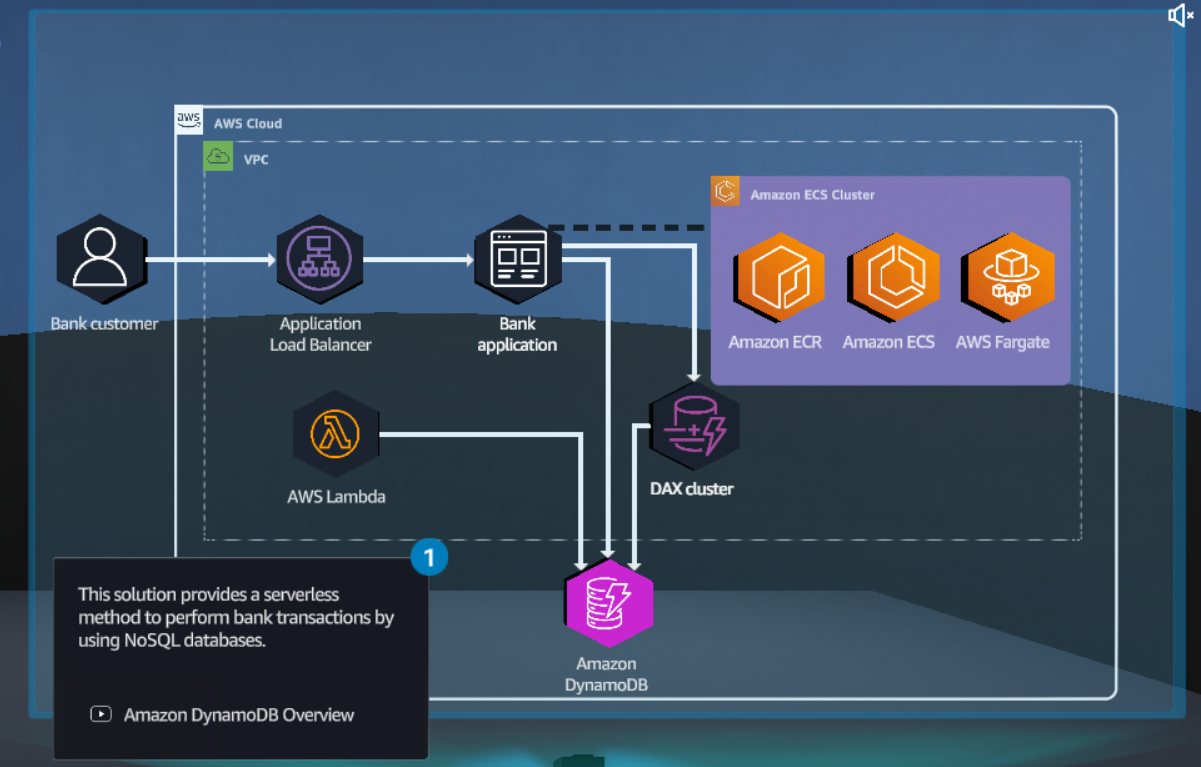 aws
AWS Cloud
VPC
Amazon ECS Cluster
Amazon ECR
Amazon ECS
AWS Fargate
Bank customer
Application
Load Balancer
Bank
application
AWS Lambda
DAX cluster
1
This solution provides a serverless
method to perform bank transactions by
using NoSQL databases.
Amazon DynamoDB Overview
Amazon
DynamoDB